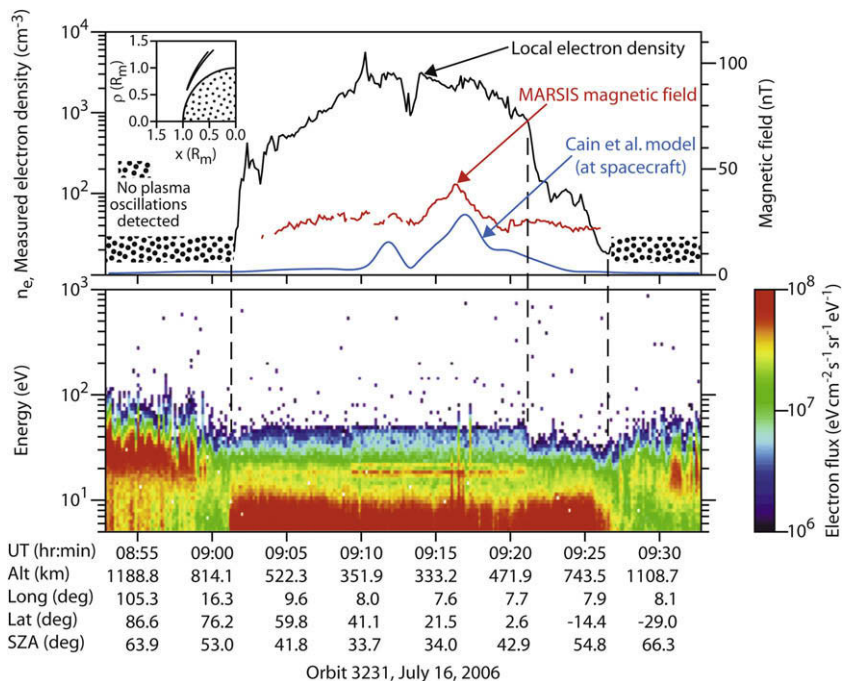 10⁴
10³
10²
nₑ, Measured electron density (cm⁻³)
1.5
1.0
0.5
0.0
ρ (Rₘ)
1.5 1.0 0.5 0.0
x (Rₘ)
No plasma
oscillations
detected
Local electron density
MARSIS magnetic field
Cain et al. model
(at spacecraft)
100
50
0
Magnetic field (nT)
10³
10²
10¹
Energy (eV)
10⁸
10⁷
10⁶
Electron flux (eV cm⁻² s⁻¹ sr⁻¹ eV⁻¹)
UT (hr:min) 08:55 09:00 09:05 09:10 09:15 09:20 09:25 09:30
Alt (km) 1188.8 814.1 522.3 351.9 333.2 471.9 743.5 1108.7
Long (deg) 105.3 16.3 9.6 8.0 7.6 7.7 7.9 8.1
Lat (deg) 86.6 76.2 59.8 41.1 21.5 2.6 -14.4 -29.0
SZA (deg) 63.9 53.0 41.8 33.7 34.0 42.9 54.8 66.3
Orbit 3231, July 16, 2006